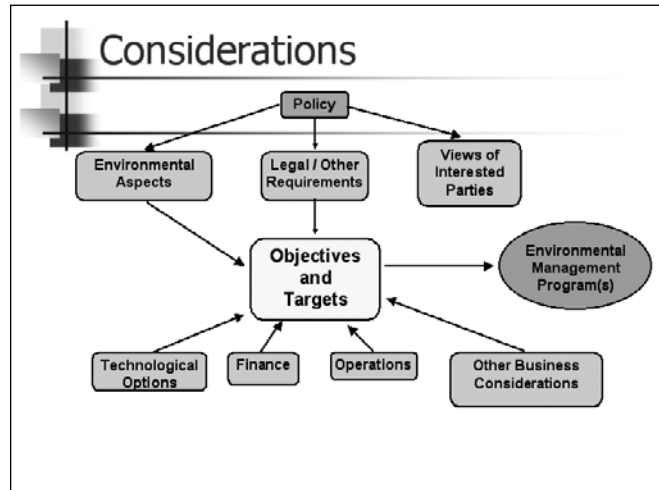 Considerations
Policy
Environmental
Aspects
Legal / Other
Requirements
Views of
Interested
Parties
Objectives
and
Targets
Environmental
Management
Program(s)
Technological
Options
Finance
Operations
Other Business
Considerations